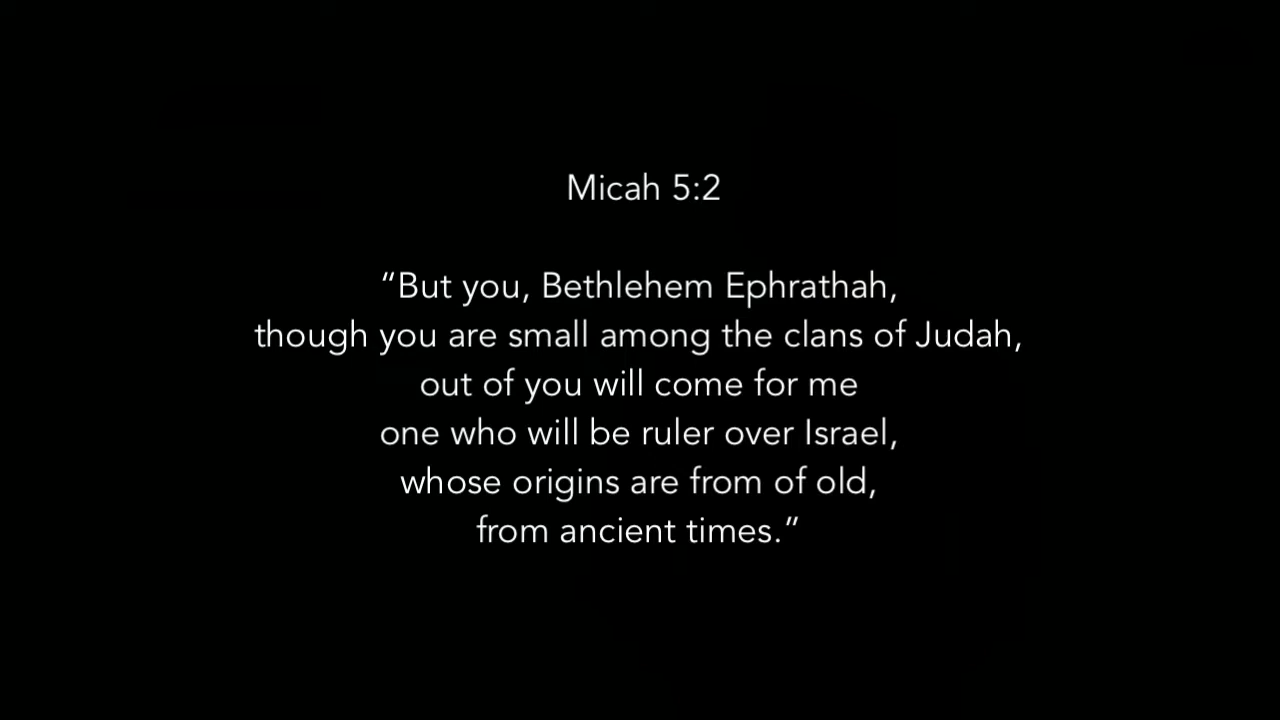 Micah 5:2
“But you, Bethlehem Ephrathah,
though you are small among the clans of Judah,
out of you will come for me
one who will be ruler over Israel,
whose origins are from of old,
from ancient times.”